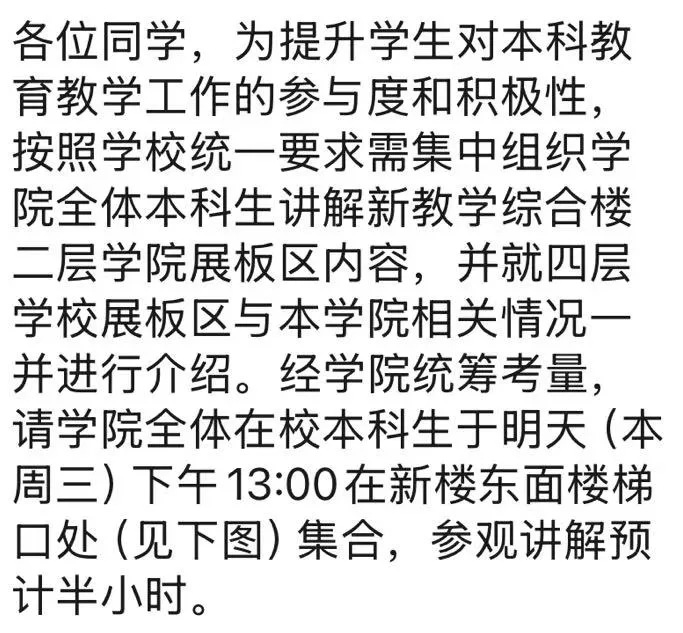 各位同学，为提升学生对本科教
育教学工作的参与度和积极性，
按照学校统一要求需集中组织学
院全体本科生讲解新教学综合楼
二层学院展板区内容，并就四层
学校展板区与本学院相关情况一
并进行介绍。经学院统筹考量，
请学院全体在校本科生于明天（本
周三）下午13:00在新楼东面楼梯
口处（见下图）集合，参观讲解预
计半小时。